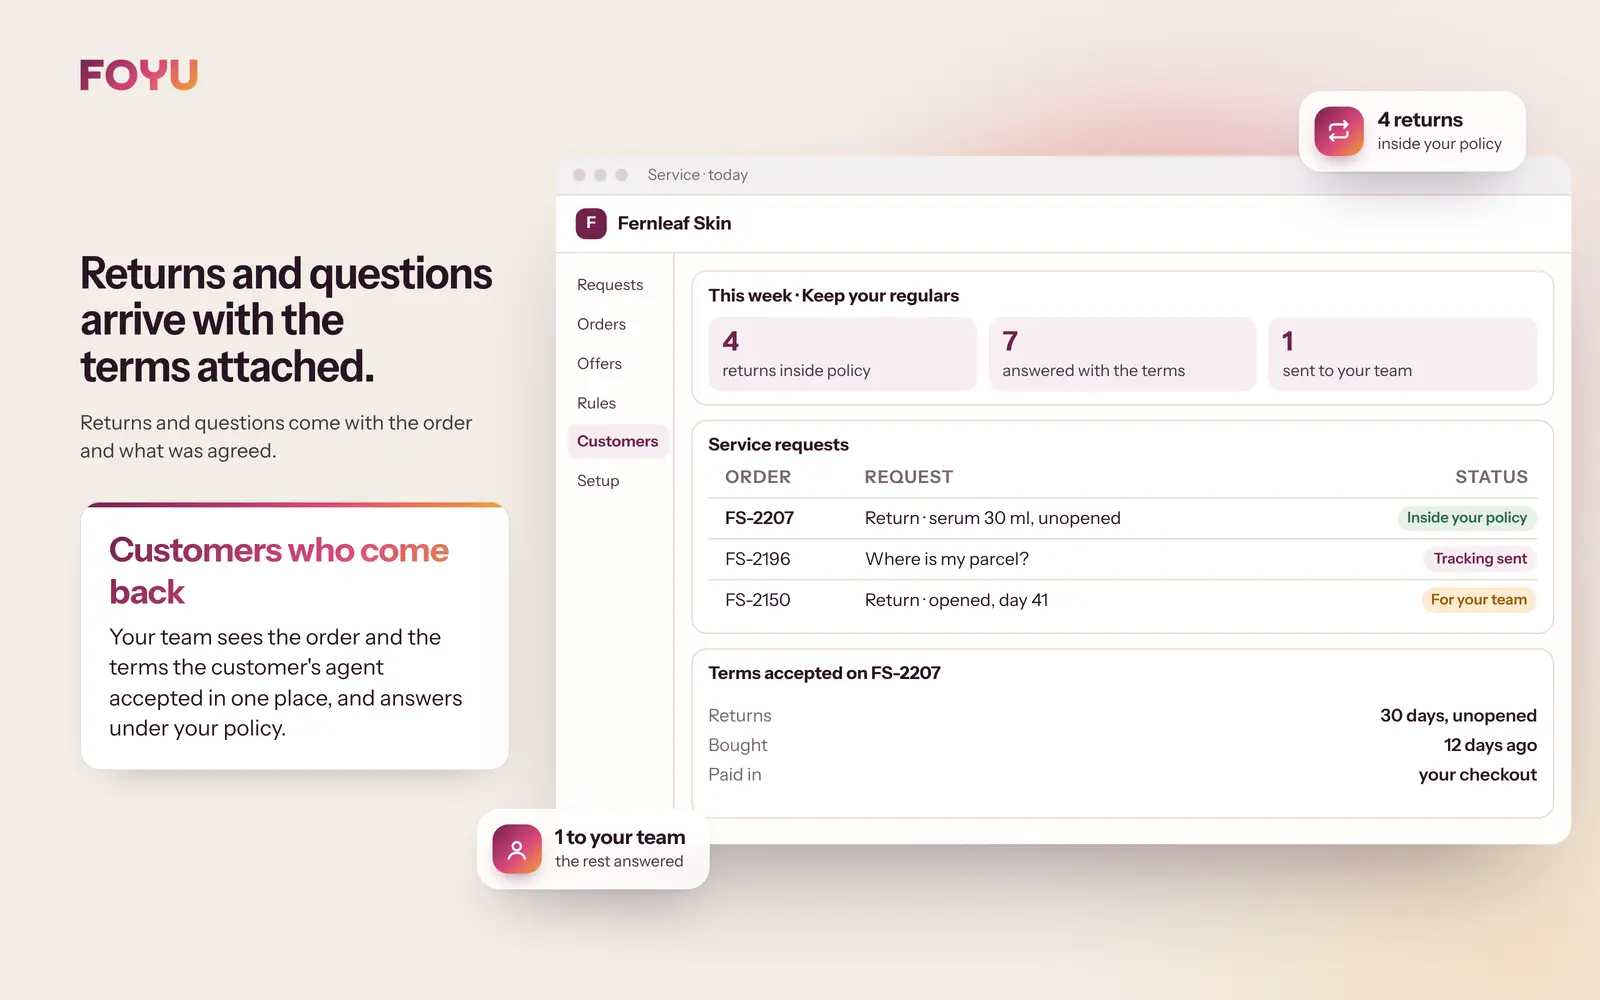 FOYU
4 returns
inside your policy
Service · today
F
Fernleaf Skin
Returns and questions
arrive with the
terms attached.
Returns and questions come with the order
and what was agreed.
Customers who come
back
Your team sees the order and the
terms the customer's agent
accepted in one place, and answers
under your policy.
Requests
Orders
Offers
Rules
Customers
Setup
This week · Keep your regulars
4
returns inside policy
7
answered with the terms
1
sent to your team
Service requests
ORDER REQUEST STATUS
FS-2207 Return · serum 30 ml, unopened Inside your policy
FS-2196 Where is my parcel? Tracking sent
FS-2150 Return · opened, day 41 For your team
Terms accepted on FS-2207
Returns 30 days, unopened
Bought 12 days ago
Paid in your checkout
1 to your team
the rest answered